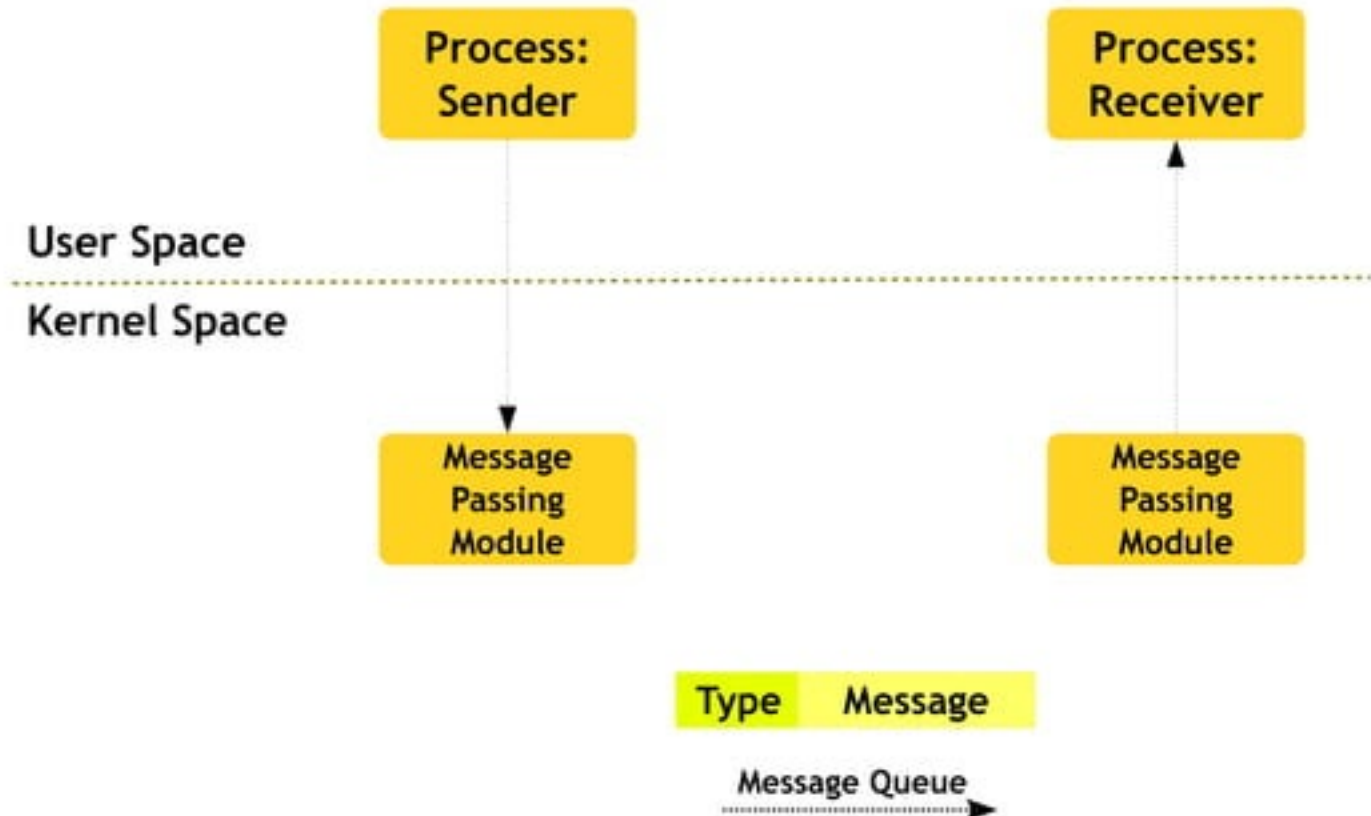 Process:
Sender
Process:
Receiver
User Space
Kernel Space
Message
Passing
Module
Message
Passing
Module
Type Message
Message Queue